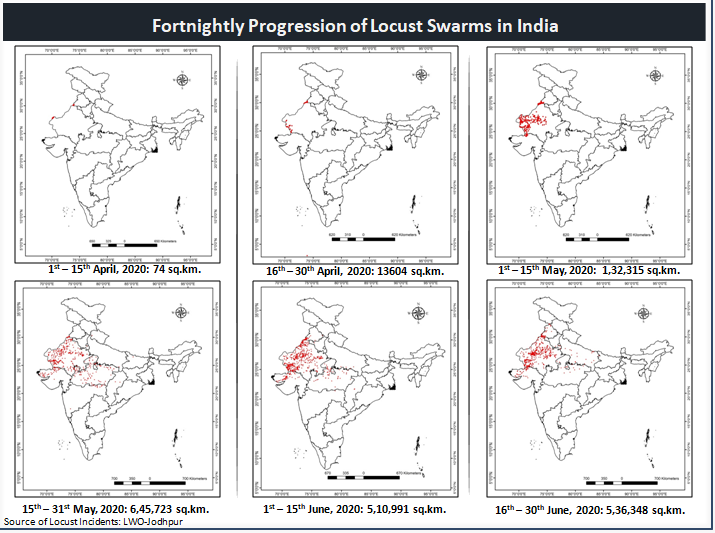 Fortnightly Progression of Locust Swarms in India
1st – 15th April, 2020: 74 sq.km.
16th – 30th April, 2020: 13604 sq.km.
1st – 15th May, 2020: 1,32,315 sq.km.
15th – 31st May, 2020: 6,45,723 sq.km.
1st – 15th June, 2020: 5,10,991 sq.km.
16th – 30th June, 2020: 5,36,348 sq.km.
Source of Locust Incidents: LWO-Jodhpur